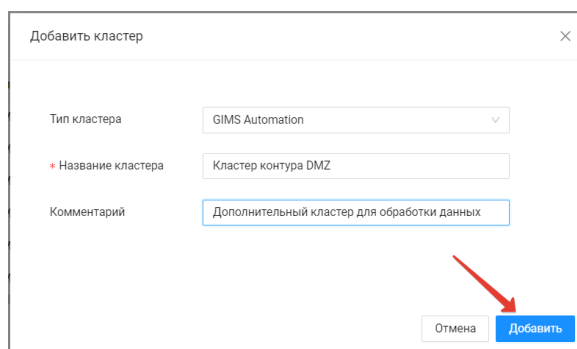 Добавить кластер
Тип кластера
GIMS Automation
* Название кластера
Кластер контура DMZ
Комментарий
Дополнительный кластер для обработки данных
Отмена
Добавить